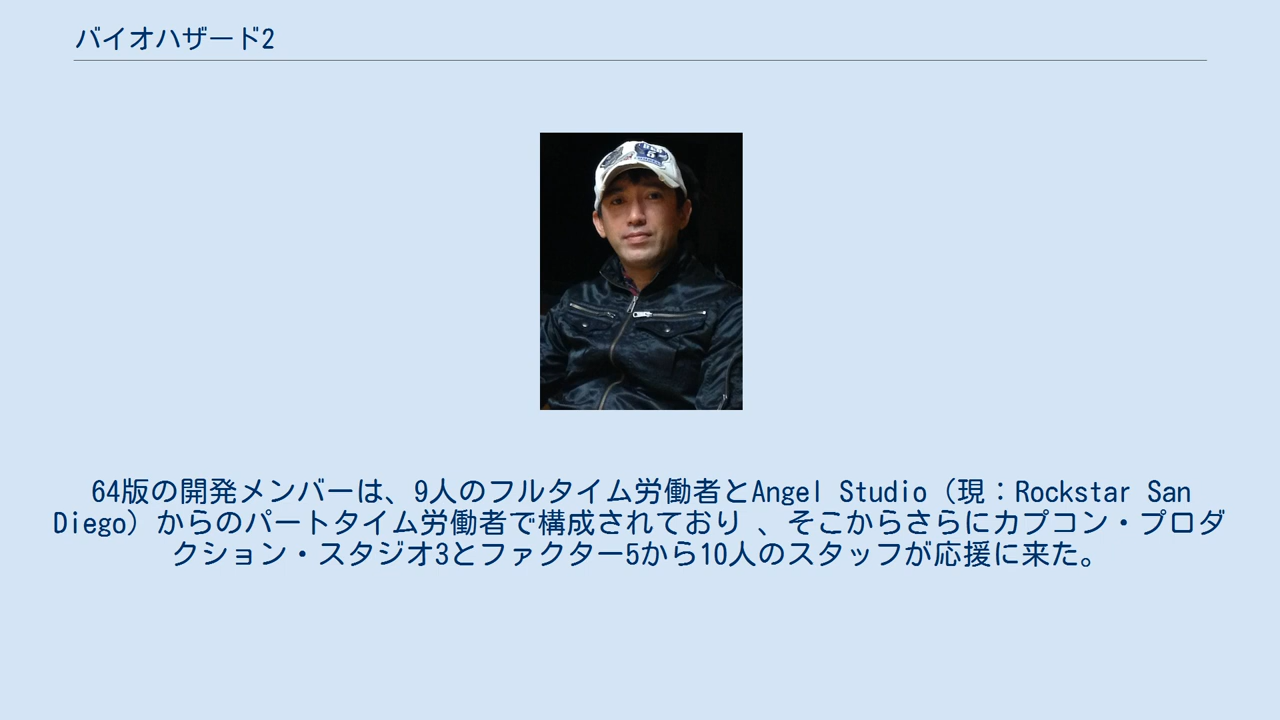 バイオハザード2
64版の開発メンバーは、9人のフルタイム労働者とAngel Studio（現：Rockstar San
Diego）からのパートタイム労働者で構成されており 、そこからさらにカプコン・プロダ
クション・スタジオ3とファクター5から10人のスタッフが応援に来た。